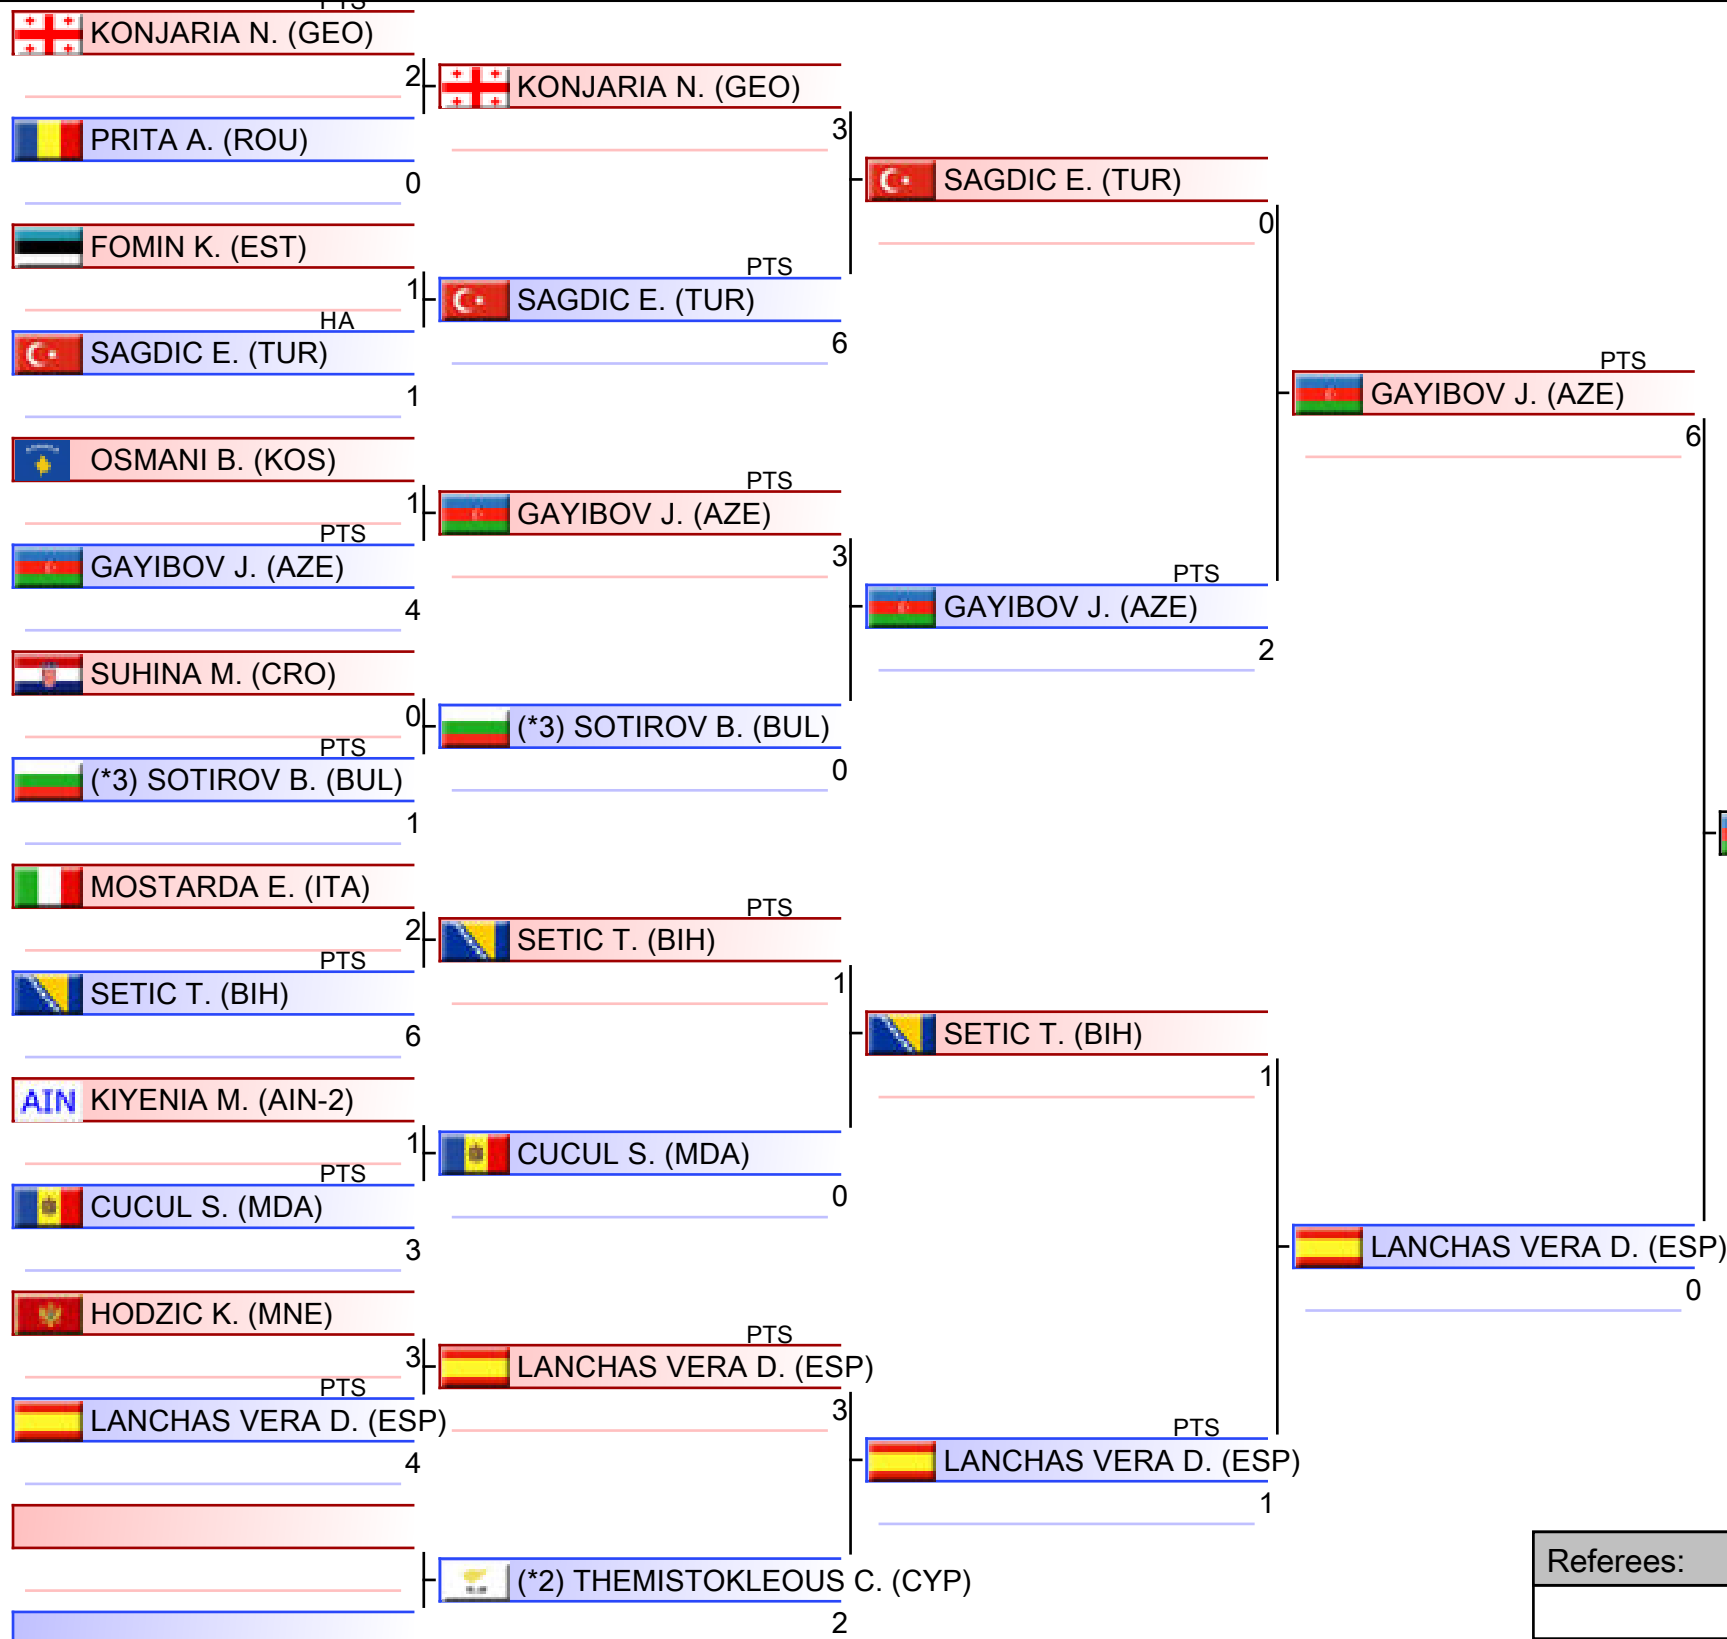 PTS
KONJARIA N. (GEO)
2
PRITA A. (ROU)
0
FOMIN K. (EST)
1
HA
SAGDIC E. (TUR)
1
OSMANI B. (KOS)
1
PTS
GAYIBOV J. (AZE)
4
SUHINA M. (CRO)
0
PTS
(*3) SOTIROV B. (BUL)
1
MOSTARDA E. (ITA)
2
PTS
SETIC T. (BIH)
6
AIN KIYENIA M. (AIN-2)
1
PTS
CUCUL S. (MDA)
3
HODZIC K. (MNE)
3
PTS
LANCHAS VERA D. (ESP)
4
KONJARIA N. (GEO)
3
PTS
SAGDIC E. (TUR)
6
PTS
GAYIBOV J. (AZE)
3
(*3) SOTIROV B. (BUL)
0
PTS
SETIC T. (BIH)
1
CUCUL S. (MDA)
0
PTS
LANCHAS VERA D. (ESP)
3
(*2) THEMISTOKLEOUS C. (CYP)
2
SAGDIC E. (TUR)
0
PTS
GAYIBOV J. (AZE)
2
SETIC T. (BIH)
1
PTS
LANCHAS VERA D. (ESP)
1
PTS
GAYIBOV J. (AZE)
6
LANCHAS VERA D. (ESP)
0
Referees: